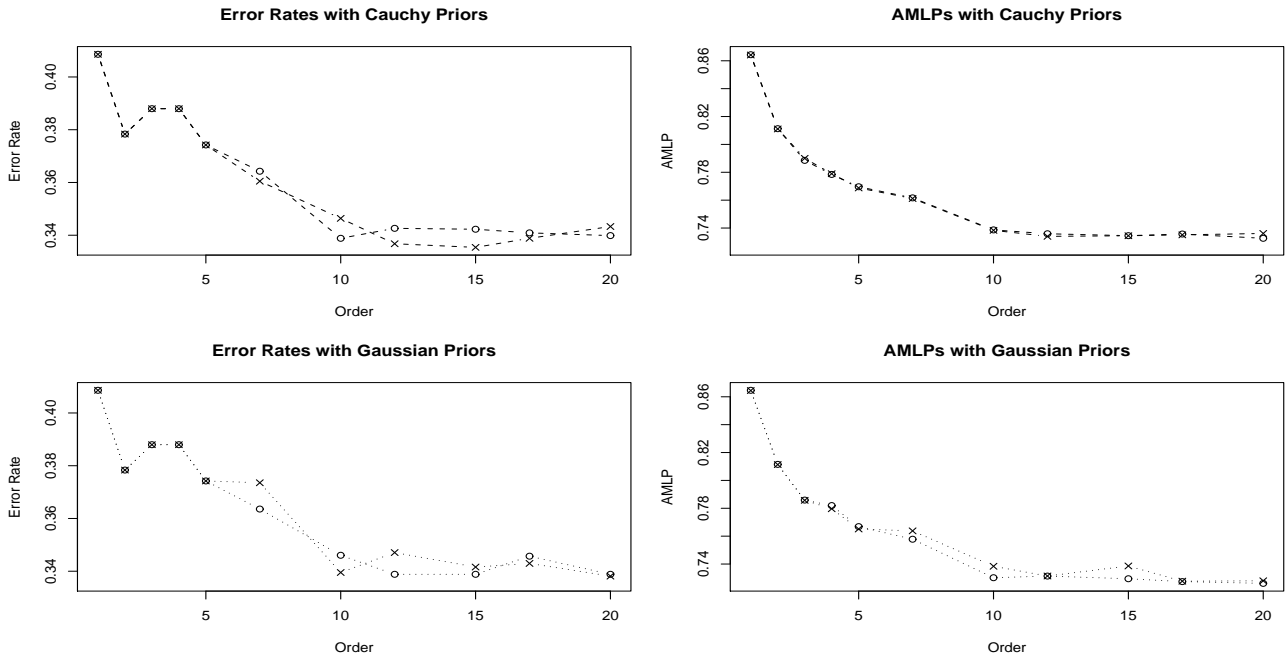 Error Rates with Cauchy Priors
Error Rate
0.40
0.38
0.36
0.34
5
10
15
20
Order
AMLPs with Cauchy Priors
AMLP
0.86
0.82
0.78
0.74
5
10
15
20
Order
Error Rates with Gaussian Priors
Error Rate
0.40
0.38
0.36
0.34
5
10
15
20
Order
AMLPs with Gaussian Priors
AMLP
0.86
0.82
0.78
0.74
5
10
15
20
Order